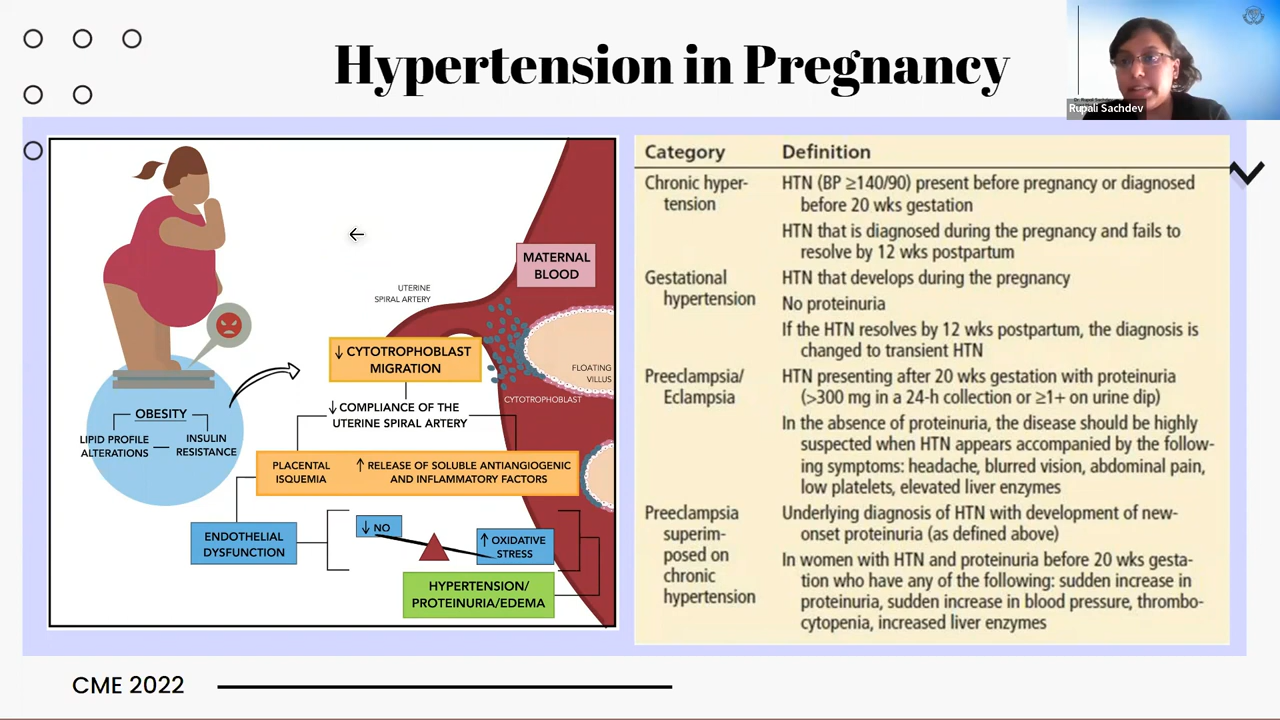 Hypertension in Pregnancy
Rupali Sachdev
MATERNAL
BLOOD
UTERINE
SPIRAL ARTERY
↓ CYTOTROPHOBLAST
MIGRATION
FLOATING
VILLUS
CYTOTROPHOBLAST
↓ COMPLIANCE OF THE
UTERINE SPIRAL ARTERY
OBESITY
LIPID PROFILE
ALTERATIONS
INSULIN
RESISTANCE
PLACENTAL
ISQUEMIA
↑ RELEASE OF SOLUBLE ANTIANGIOGENIC
AND INFLAMMATORY FACTORS
ENDOTHELIAL
DYSFUNCTION
↓ NO
↑ OXIDATIVE
STRESS
HYPERTENSION/
PROTEINURIA/EDEMA
Category Definition
Chronic hyper-
tension
HTN (BP ≥140/90) present before pregnancy or diagnosed
before 20 wks gestation
HTN that is diagnosed during the pregnancy and fails to
resolve by 12 wks postpartum
Gestational
hypertension
HTN that develops during the pregnancy
No proteinuria
If the HTN resolves by 12 wks postpartum, the diagnosis is
changed to transient HTN
Preeclampsia/
Eclampsia
HTN presenting after 20 wks gestation with proteinuria
(>300 mg in a 24-h collection or ≥1+ on urine dip)
In the absence of proteinuria, the disease should be highly
suspected when HTN appears accompanied by the follow-
ing symptoms: headache, blurred vision, abdominal pain,
low platelets, elevated liver enzymes
Preeclampsia
superim-
posed on
chronic
hypertension
Underlying diagnosis of HTN with development of new-
onset proteinuria (as defined above)
In women with HTN and proteinuria before 20 wks gesta-
tion who have any of the following: sudden increase in
proteinuria, sudden increase in blood pressure, thrombo-
cytopenia, increased liver enzymes
CME 2022